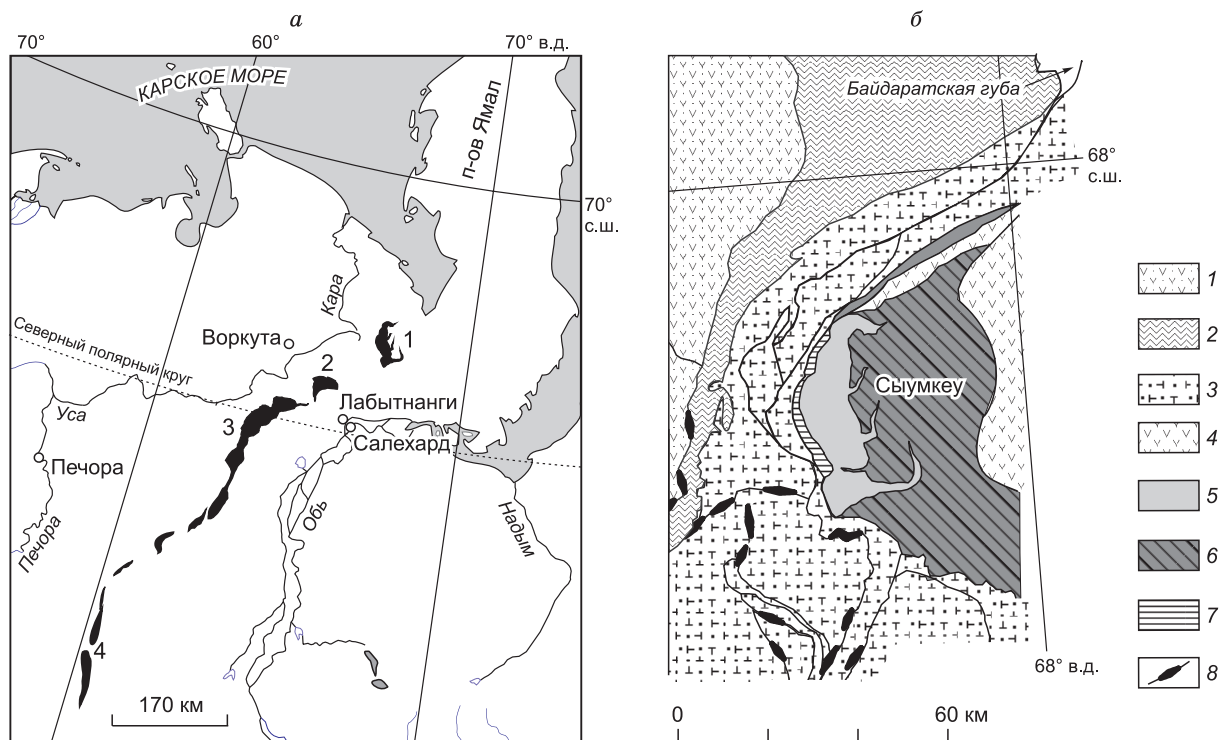 а
70°
60°
70° в.д.
КАРСКОЕ МОРЕ
п-ов Ямал
70°
с.ш.
Кара
Северный полярный круг
Воркута
1
2
Лабытнанги
3
Салехард
Уса
Печора
Печора
Обь
Надым
4
170 км
б
Байдаратская губа
68°
с.ш.
Сыумкеу
68° в.д.
0
60 км
1
2
3
4
5
6
7
8